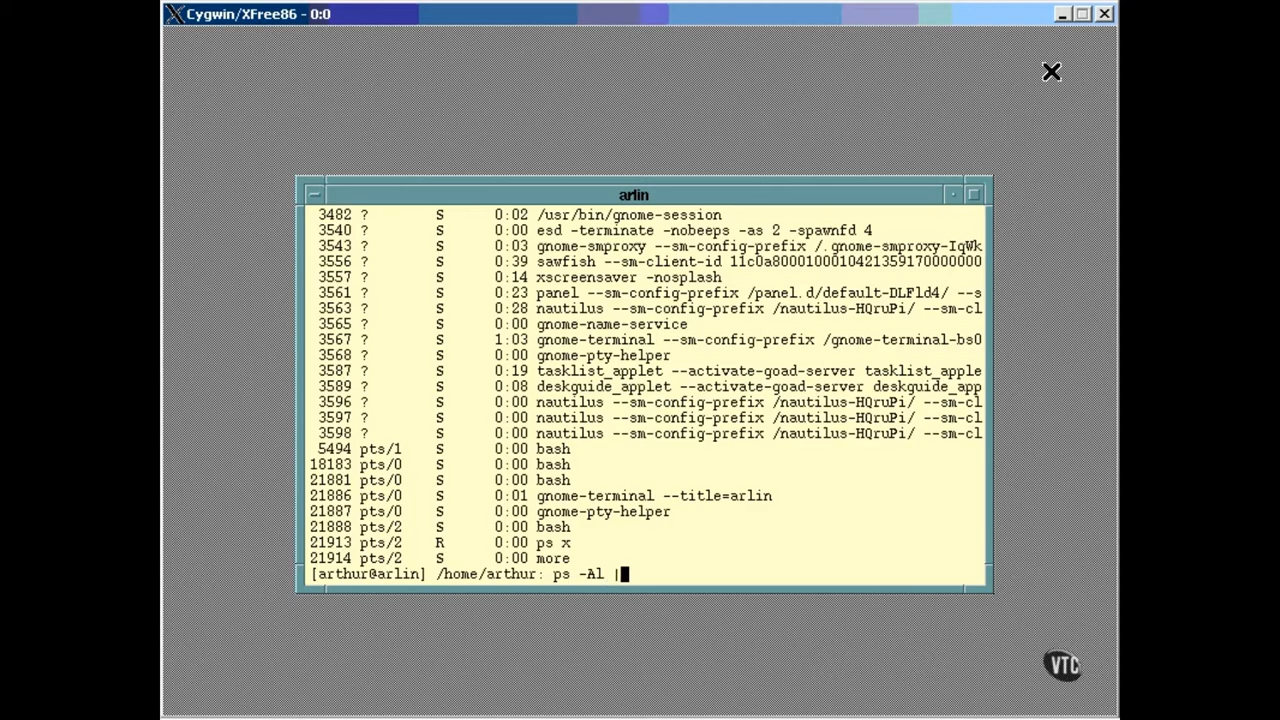 Cygwin/XFree86 - 0:0
arlin
3482 ? S 0:02 /usr/bin/gnome-session
3540 ? S 0:00 esd -terminate -nobeeps -as 2 -spawnfd 4
3543 ? S 0:03 gnome-smproxy --sm-config-prefix /.gnome-smproxy-IqWk
3556 ? S 0:39 sawfish --sm-client-id 11c0a80001000104213591700000000
3557 ? S 0:14 xscreensaver -nosplash
3561 ? S 0:23 panel --sm-config-prefix /panel.d/default-DLFld4/ --s
3563 ? S 0:28 nautilus --sm-config-prefix /nautilus-HQruPi/ --sm-cl
3565 ? S 0:00 gnome-name-service
3567 ? S 1:03 gnome-terminal --sm-config-prefix /gnome-terminal-bs0
3568 ? S 0:00 gnome-pty-helper
3587 ? S 0:19 tasklist_applet --activate-goad-server tasklist_apple
3589 ? S 0:08 deskguide_applet --activate-goad-server deskguide_app
3596 ? S 0:00 nautilus --sm-config-prefix /nautilus-HQruPi/ --sm-cl
3597 ? S 0:00 nautilus --sm-config-prefix /nautilus-HQruPi/ --sm-cl
3598 ? S 0:00 nautilus --sm-config-prefix /nautilus-HQruPi/ --sm-cl
5494 pts/1 S 0:00 bash
18183 pts/0 S 0:00 bash
21881 pts/0 S 0:00 bash
21886 pts/0 S 0:01 gnome-terminal --title=arlin
21887 pts/0 S 0:00 gnome-pty-helper
21888 pts/2 S 0:00 bash
21913 pts/2 R 0:00 ps x
21914 pts/2 S 0:00 more
[arthur@arlin] /home/arthur: ps -Al |
VTC